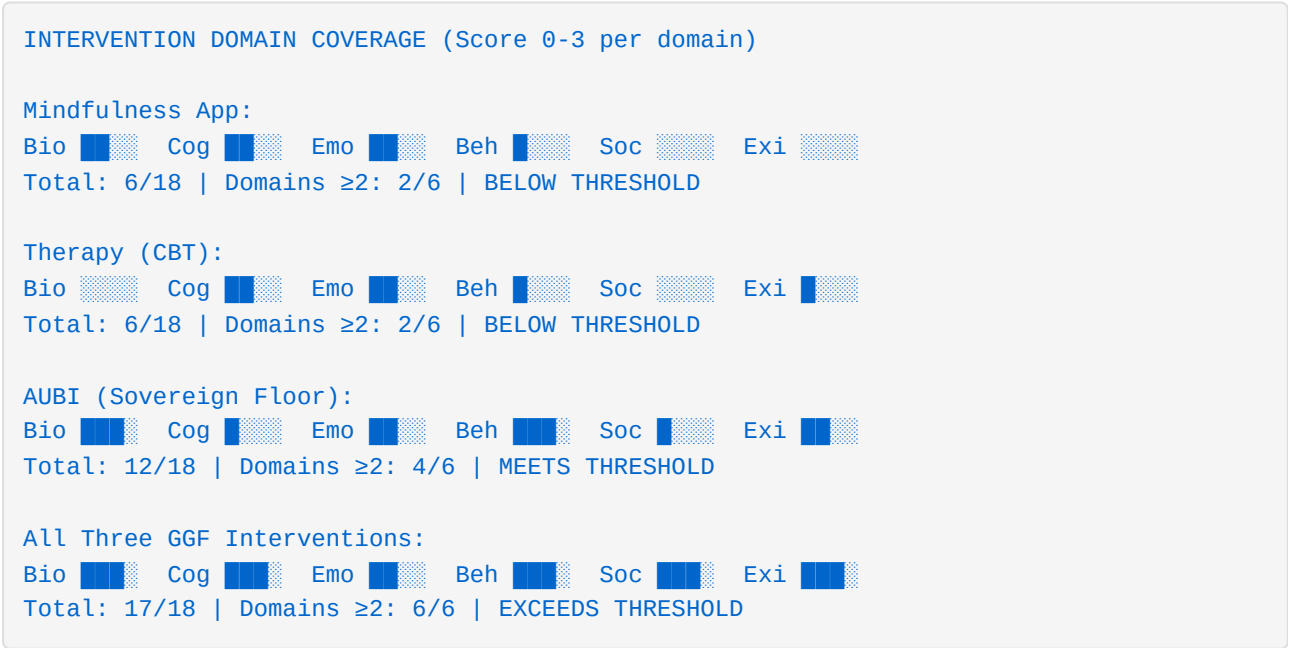 INTERVENTION DOMAIN COVERAGE (Score 0-3 per domain)
Mindfulness App:
Bio ██░░ Cog ██░░ Emo ██░░ Beh █░░░ Soc ░░░░ Exi ░░░░
Total: 6/18 | Domains ≥2: 2/6 | BELOW THRESHOLD
Therapy (CBT):
Bio ░░░░ Cog ██░░ Emo ██░░ Beh █░░░ Soc ░░░░ Exi █░░░
Total: 6/18 | Domains ≥2: 2/6 | BELOW THRESHOLD
AUBI (Sovereign Floor):
Bio ███░ Cog █░░░ Emo ██░░ Beh ███░ Soc █░░░ Exi ██░░
Total: 12/18 | Domains ≥2: 4/6 | MEETS THRESHOLD
All Three GGF Interventions:
Bio ███░ Cog ███░ Emo ██░░ Beh ███░ Soc ███░ Exi ███░
Total: 17/18 | Domains ≥2: 6/6 | EXCEEDS THRESHOLD